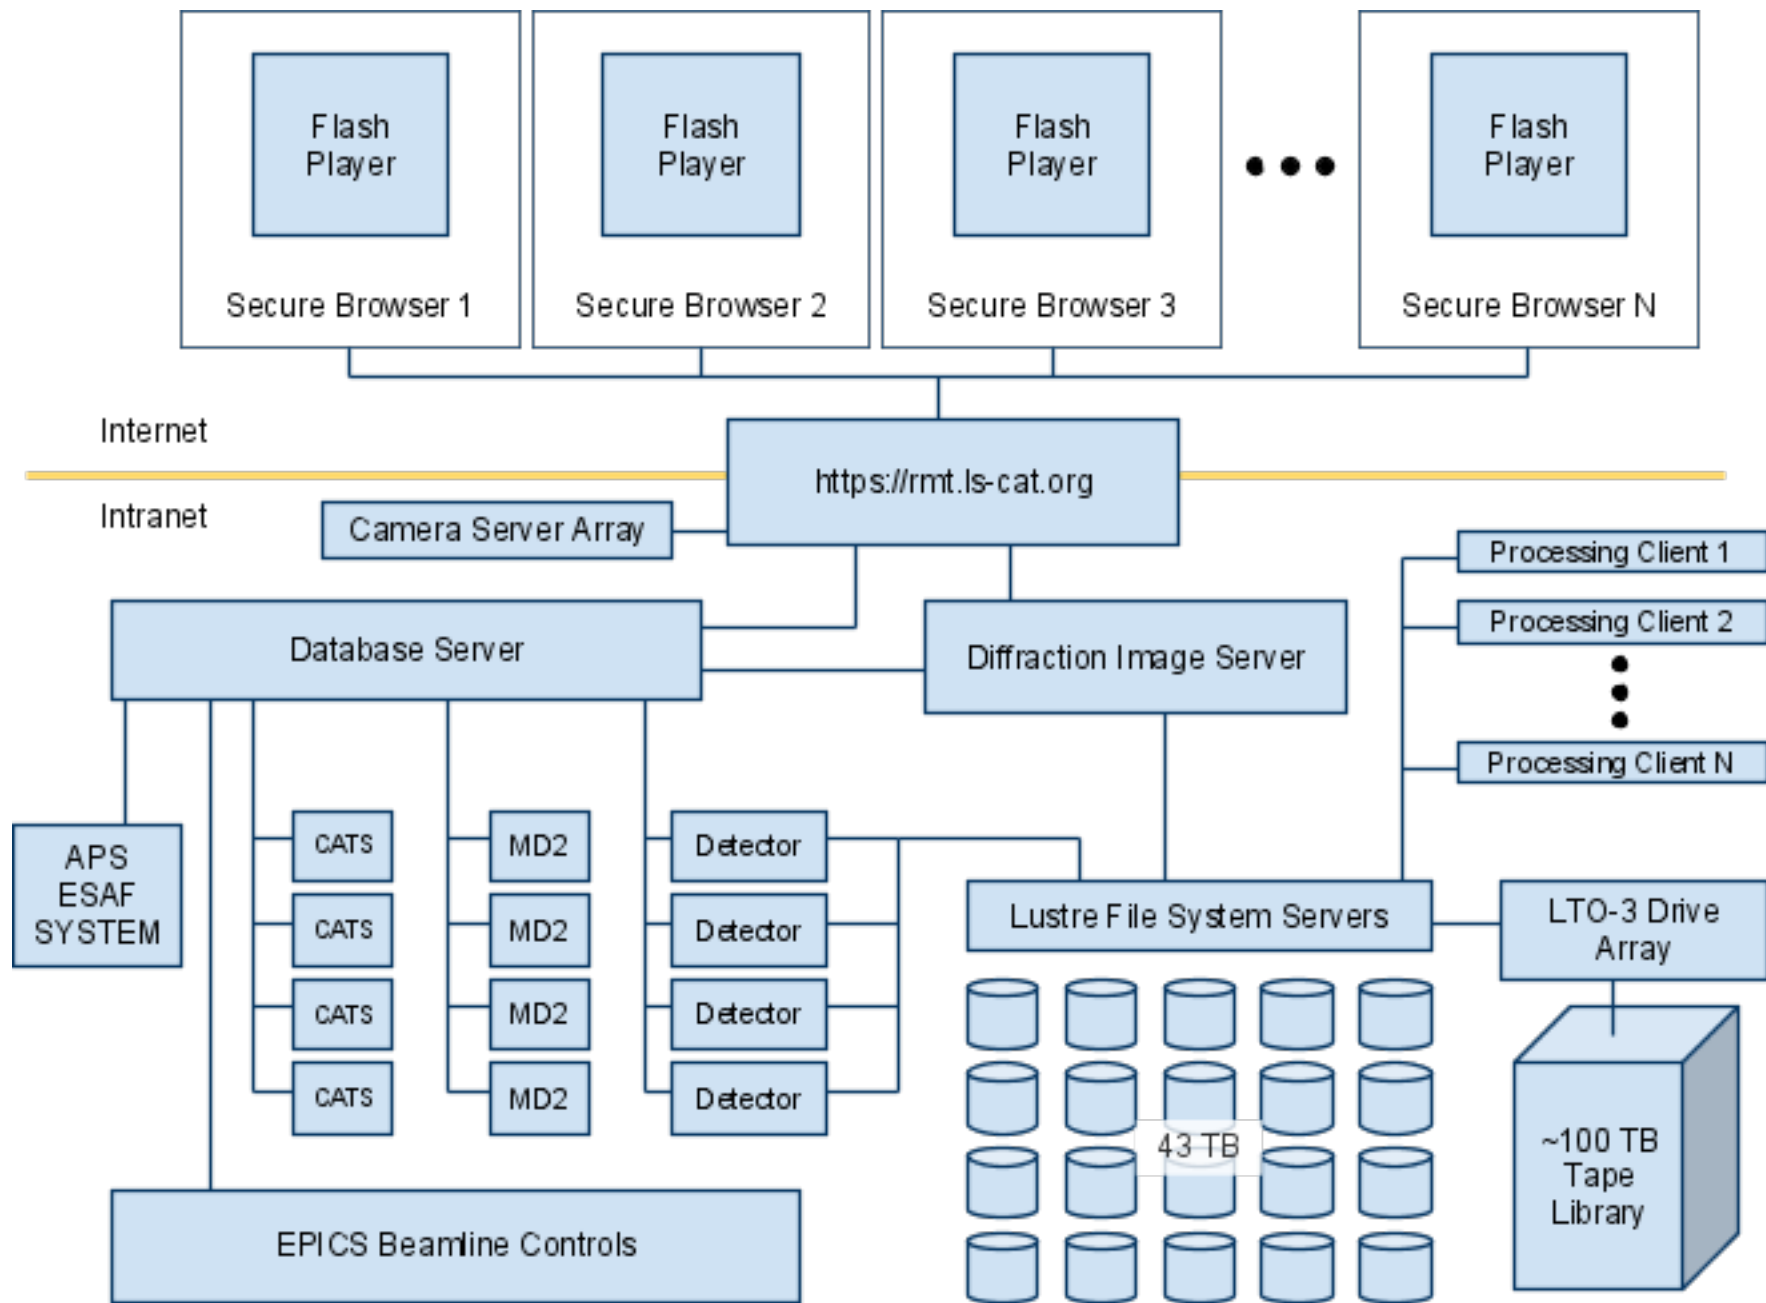 Flash
Player
Flash
Player
Flash
Player
Flash
Player
Secure Browser 1
Secure Browser 2
Secure Browser 3
Secure Browser N
Internet
https://rmt.ls-cat.org
Intranet
Camera Server Array
Processing Client 1
Processing Client 2
Processing Client N
Database Server
Diffraction Image Server
APS
ESAF
SYSTEM
CATS
MD2
Detector
CATS
MD2
Detector
CATS
MD2
Detector
CATS
MD2
Detector
Lustre File System Servers
LTO-3 Drive
Array
43 TB
~100 TB
Tape
Library
EPICS Beamline Controls